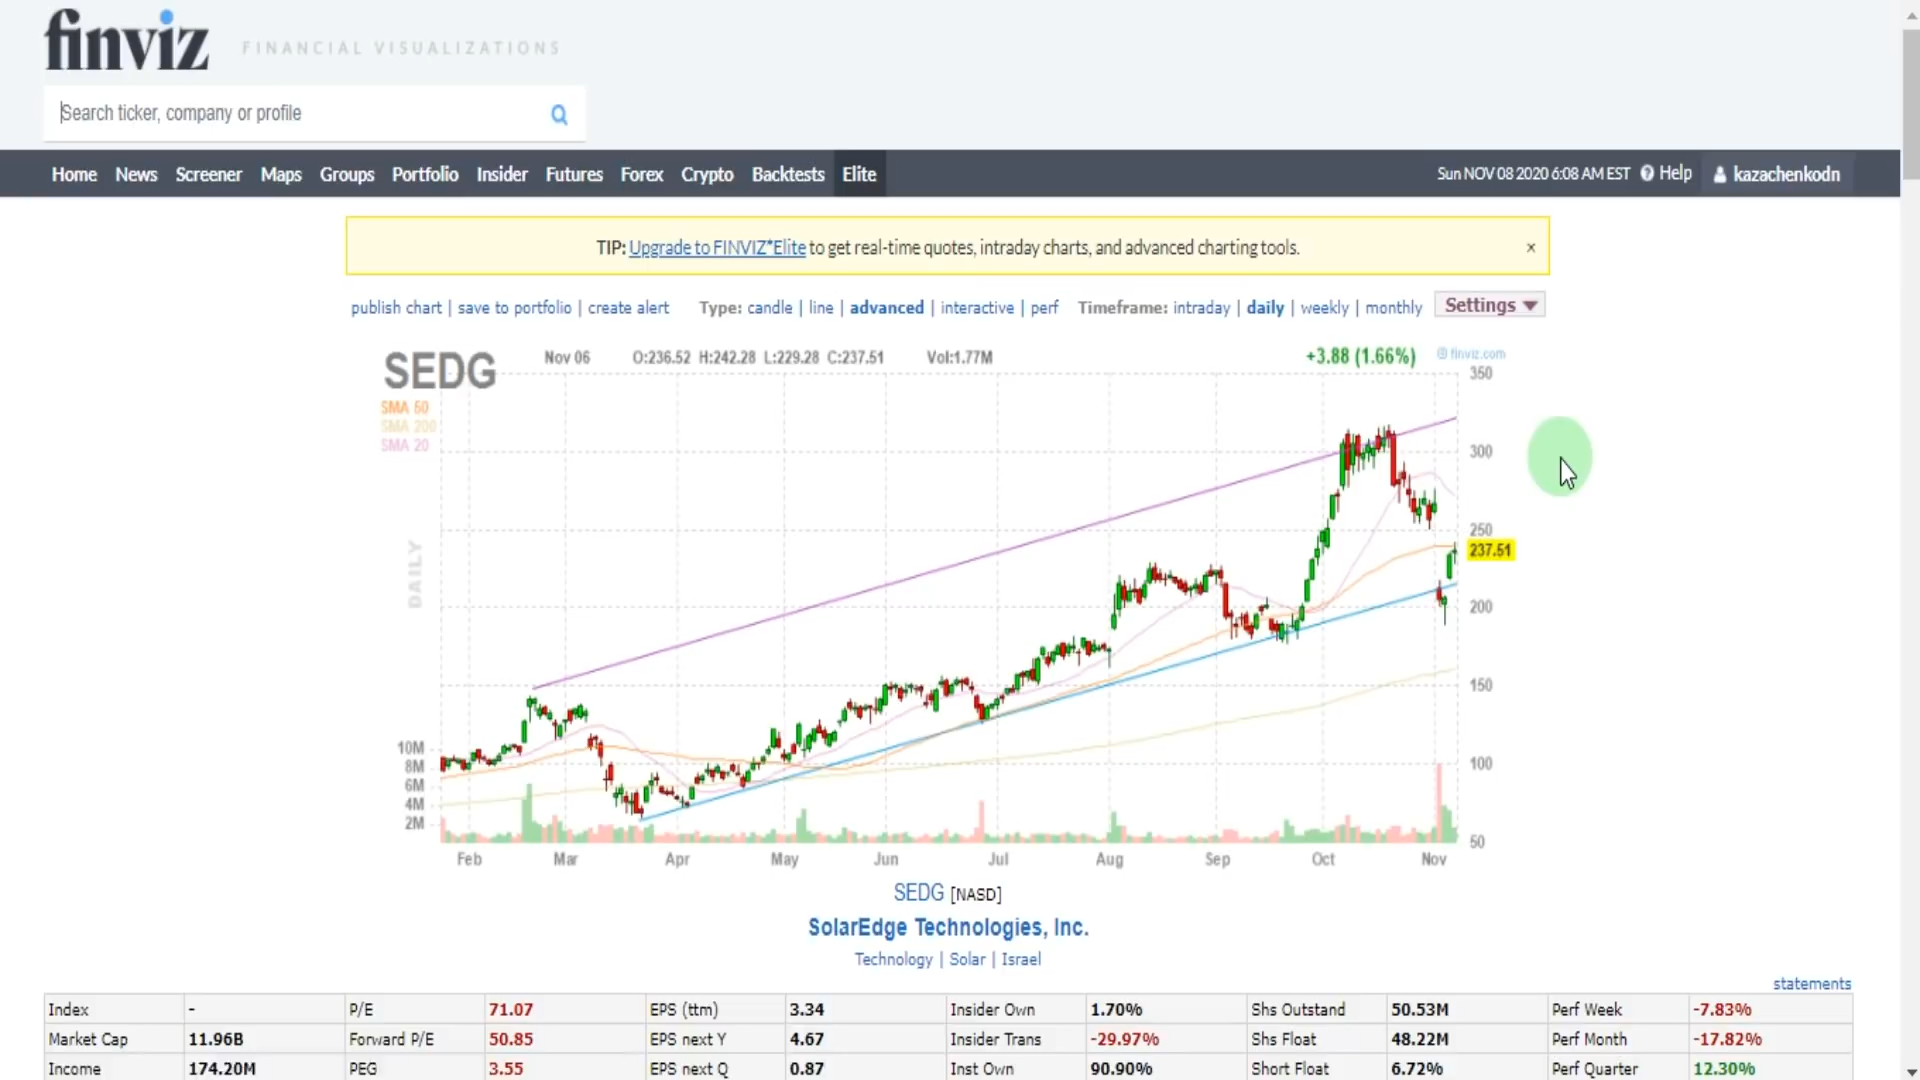 finviz FINANCIAL VISUALIZATIONS
Search ticker, company or profile
Home News Screener Maps Groups Portfolio Insider Futures Forex Crypto Backtests Elite Sun NOV 08 2020 6:08 AM EST Help kazachenkodn
TIP: Upgrade to FINVIZ*Elite to get real-time quotes, intraday charts, and advanced charting tools. ×
publish chart | save to portfolio | create alert Type: candle | line | advanced | interactive | perf Timeframe: intraday | daily | weekly | monthly Settings
SEDG Nov 06 O:236.52 H:242.28 L:229.28 C:237.51 Vol:1.77M +3.88 (1.66%) © finviz.com
350
SMA 50
SMA 200
SMA 20
300
250
237.51
DAILY
200
150
10M
8M
100
6M
4M
2M
50
Feb Mar Apr May Jun Jul Aug Sep Oct Nov
SEDG [NASD]
SolarEdge Technologies, Inc.
Technology | Solar | Israel
statements
Index - P/E 71.07 EPS (ttm) 3.34 Insider Own 1.70% Shs Outstand 50.53M Perf Week -7.83%
Market Cap 11.96B Forward P/E 50.85 EPS next Y 4.67 Insider Trans -29.97% Shs Float 48.22M Perf Month -17.82%
Income 174.20M PEG 3.55 EPS next Q 0.87 Inst Own 90.90% Short Float 6.72% Perf Quarter 12.30%